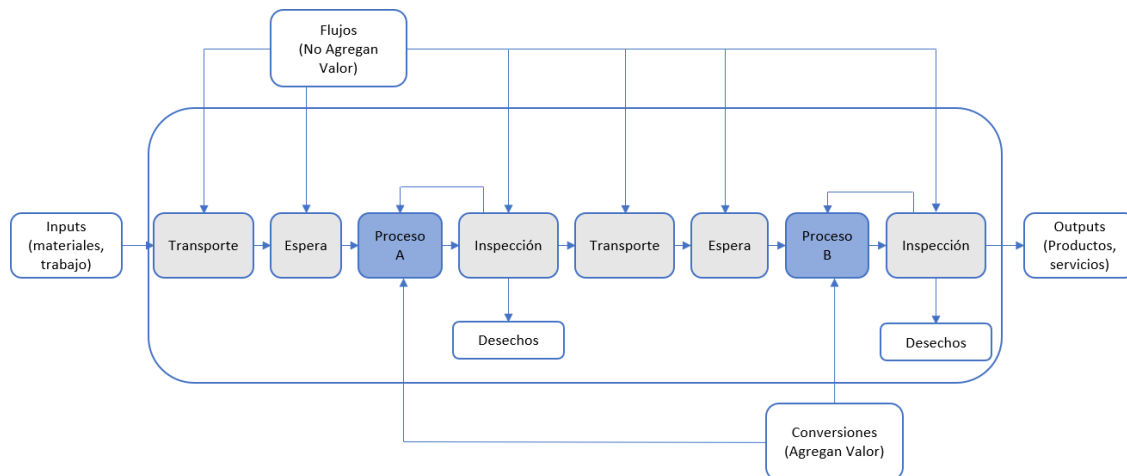 Flujos
(No Agregan
Valor)
Inputs
(materiales,
trabajo)
Transporte
Espera
Proceso
A
Inspección
Transporte
Espera
Proceso
B
Inspección
Outputs
(Productos,
servicios)
Desechos
Desechos
Conversiones
(Agregan Valor)